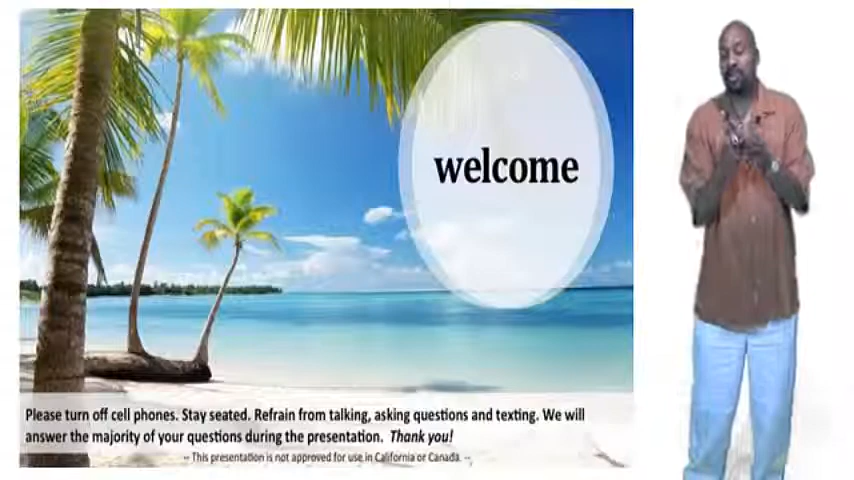 welcome
Please turn off cell phones. Stay seated. Refrain from talking, asking questions and texting. We will
answer the majority of your questions during the presentation. Thank you!
-- This presentation is not approved for use in California or Canada. --